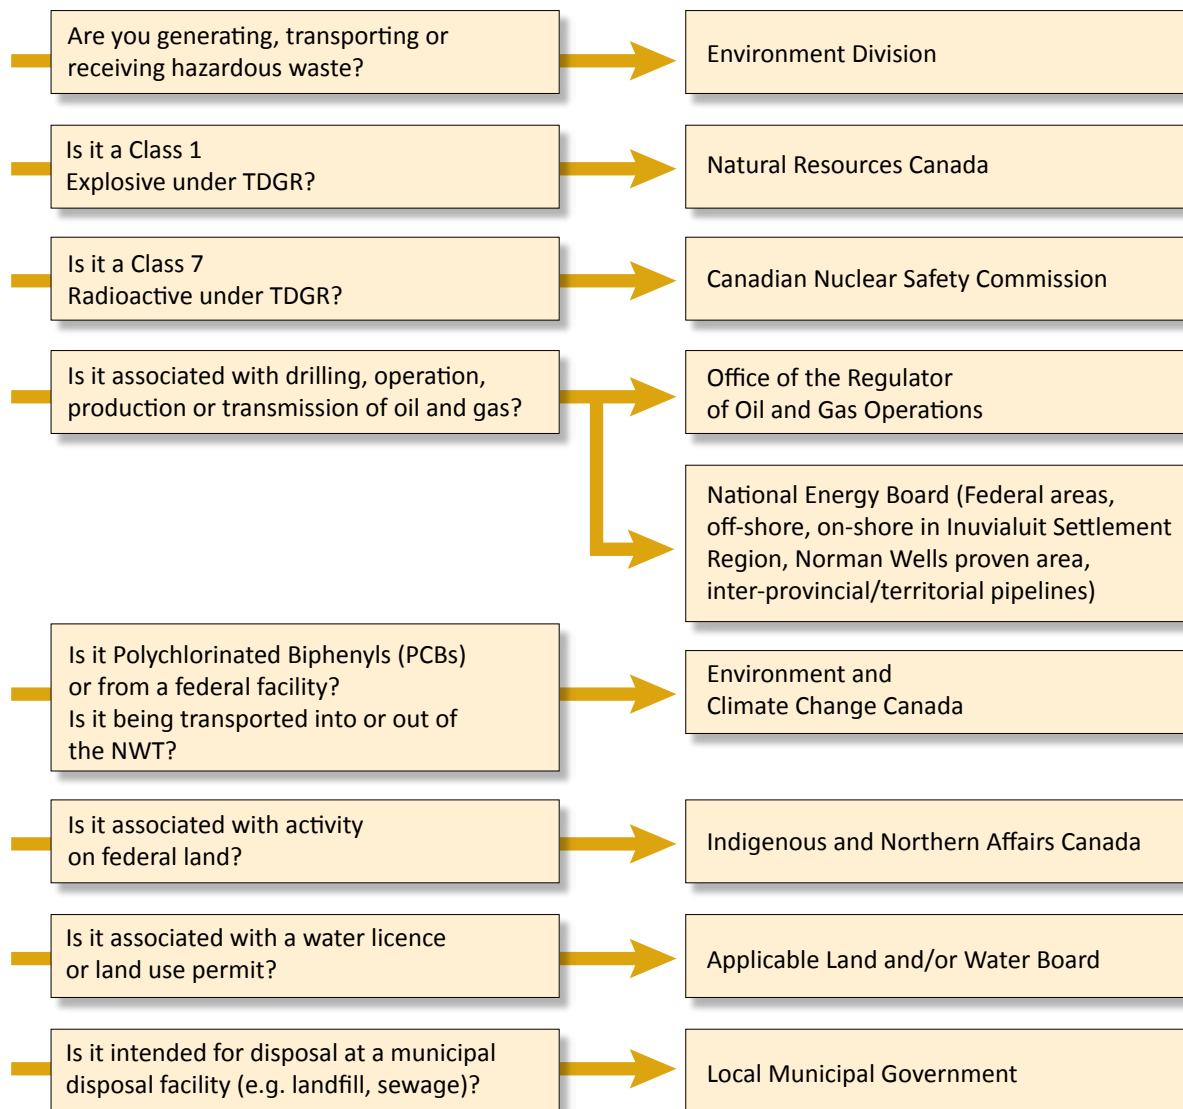 Are you generating, transporting or
receiving hazardous waste?
Environment Division
Is it a Class 1
Explosive under TDGR?
Natural Resources Canada
Is it a Class 7
Radioactive under TDGR?
Canadian Nuclear Safety Commission
Is it associated with drilling, operation,
production or transmission of oil and gas?
Office of the Regulator
of Oil and Gas Operations
National Energy Board (Federal areas,
off-shore, on-shore in Inuvialuit Settlement
Region, Norman Wells proven area,
inter-provincial/territorial pipelines)
Is it Polychlorinated Biphenyls (PCBs)
or from a federal facility?
Is it being transported into or out of
the NWT?
Environment and
Climate Change Canada
Is it associated with activity
on federal land?
Indigenous and Northern Affairs Canada
Is it associated with a water licence
or land use permit?
Applicable Land and/or Water Board
Is it intended for disposal at a municipal
disposal facility (e.g. landfill, sewage)?
Local Municipal Government